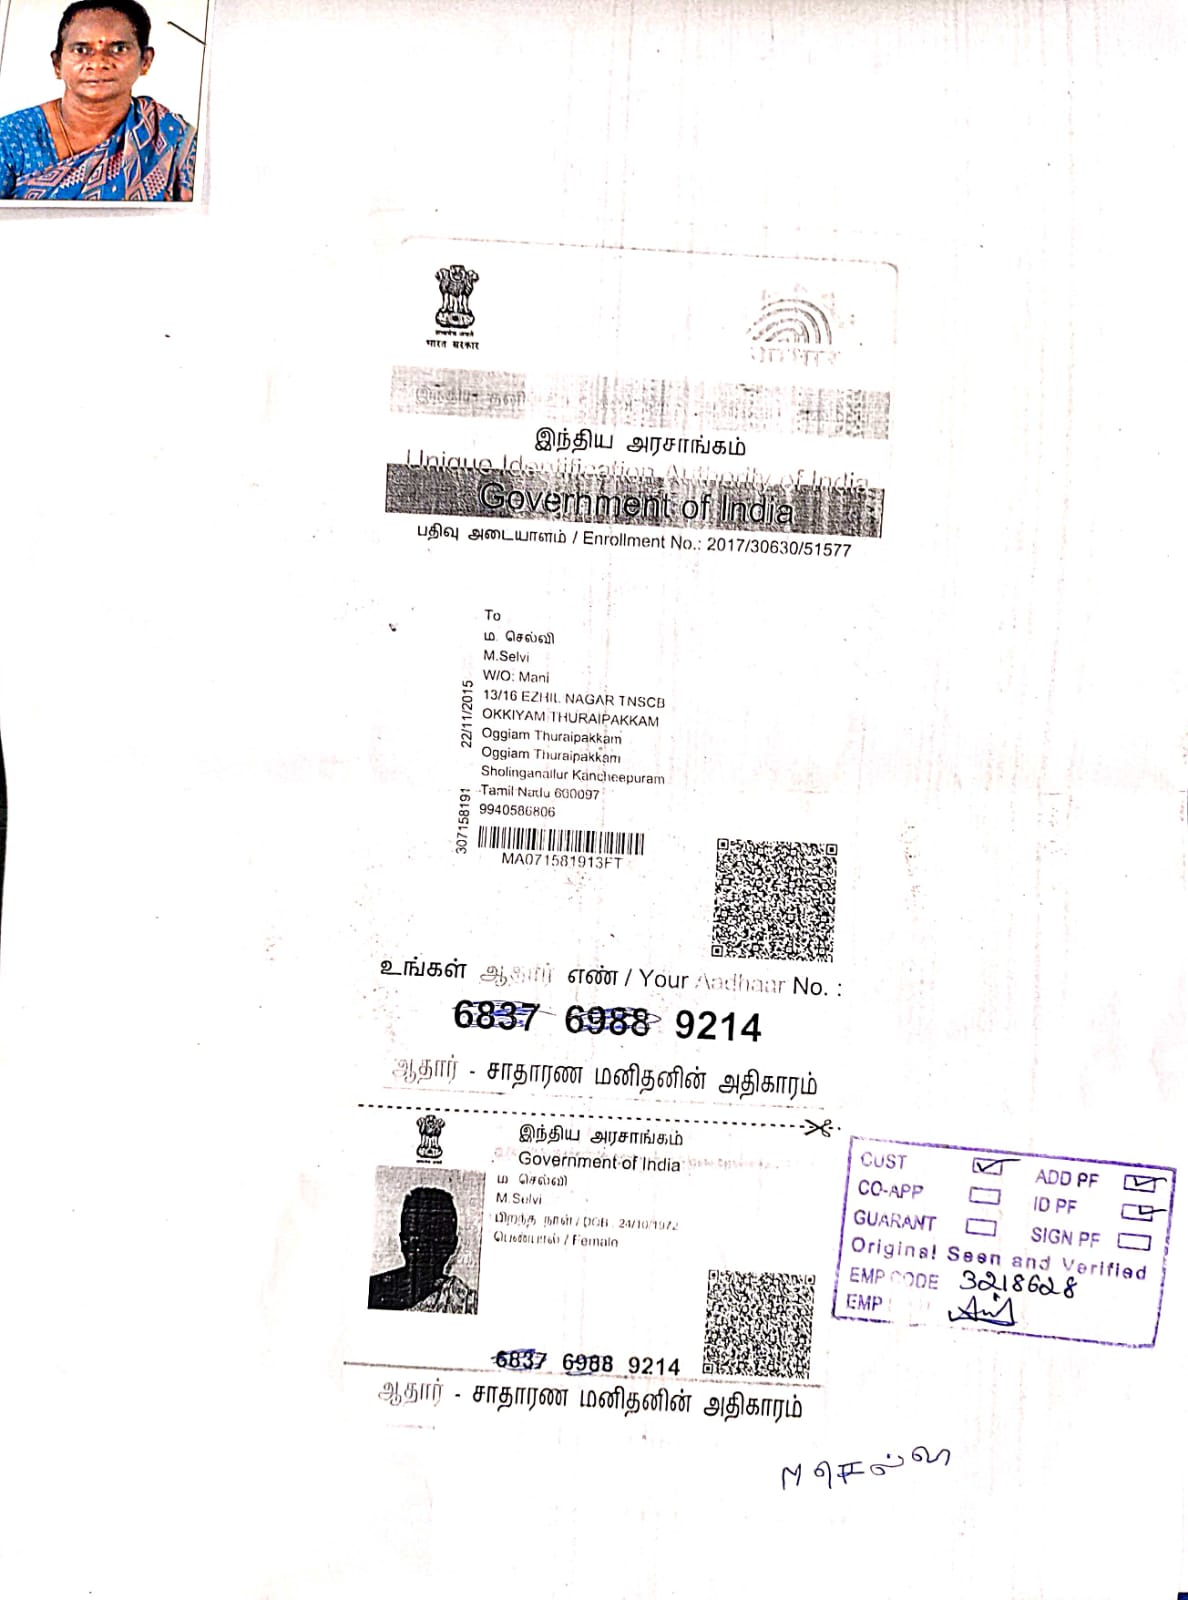 सत्यमेव जयते
भारत सरकार
இந்திய அரசாங்கம்
Unique Identification Authority of India
Government of India
பதிவு அடையாளம் / Enrollment No.: 2017/30630/51577
To
ம. செல்வி
M.Selvi
W/O: Mani
13/16 EZHIL NAGAR TNSCB
OKKIYAM THURAIPAKKAM
Oggiam Thuraipakkam
Oggiam Thuraipakkam
Sholinganallur Kancheepuram
Tamil Nadu 600097
9940586806
22/11/2015
307158191
MA071581913FT
உங்கள் ஆதார் எண் / Your Aadhaar No. :
6837 6988 9214
ஆதார் - சாதாரண மனிதனின் அதிகாரம்
இந்திய அரசாங்கம்
Government of India
ம செல்வி
M.Selvi
பிறந்த நாள் / DOB : 24/10/1972
பெண்பால் / Female
6837 6988 9214
ஆதார் - சாதாரண மனிதனின் அதிகாரம்
CUST ADD PF
CO-APP ID PF
GUARANT SIGN PF
Original Seen and Verified
EMP CODE 3218628
EMP